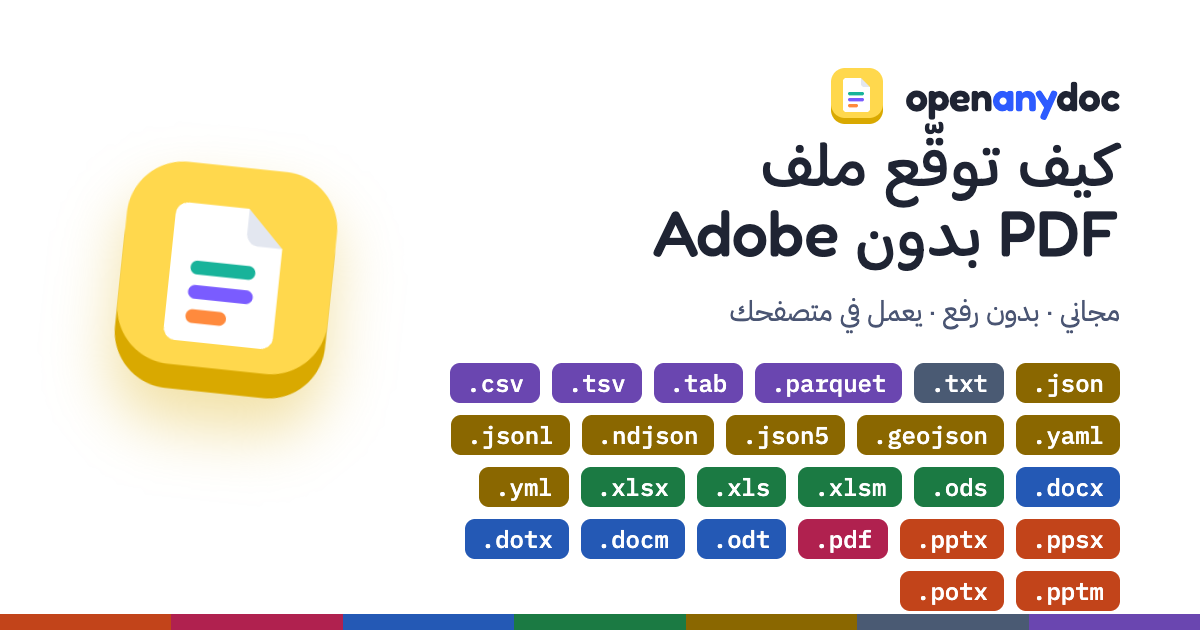 openanydoc
كيف توقّع ملف
PDF بدون Adobe
مجاني · بدون رفع · يعمل في متصفحك
.csv .tsv .tab .parquet .txt .json
.jsonl .ndjson .json5 .geojson .yaml
.yml .xlsx .xls .xlsm .ods .docx
.dotx .docm .odt .pdf .pptx .ppsx
.potx .pptm